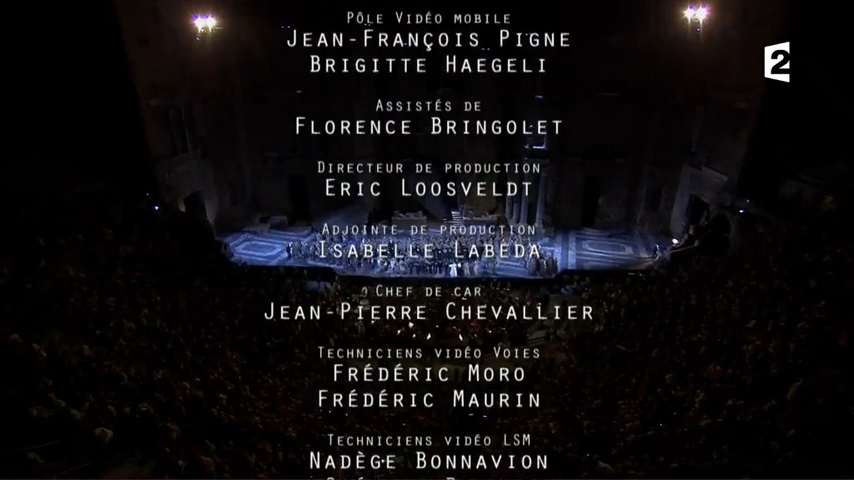 Pôle Vidéo mobile
Jean-François Pigne
Brigitte Haegeli
Assistés de
Florence Bringolet
Directeur de production
Eric Loosveldt
Adjointe de production
Isabelle Labeda
Chef de car
Jean-Pierre Chevallier
Techniciens vidéo Voies
Frédéric Moro
Frédéric Maurin
Techniciens vidéo LSM
Nadège Bonnavion
2